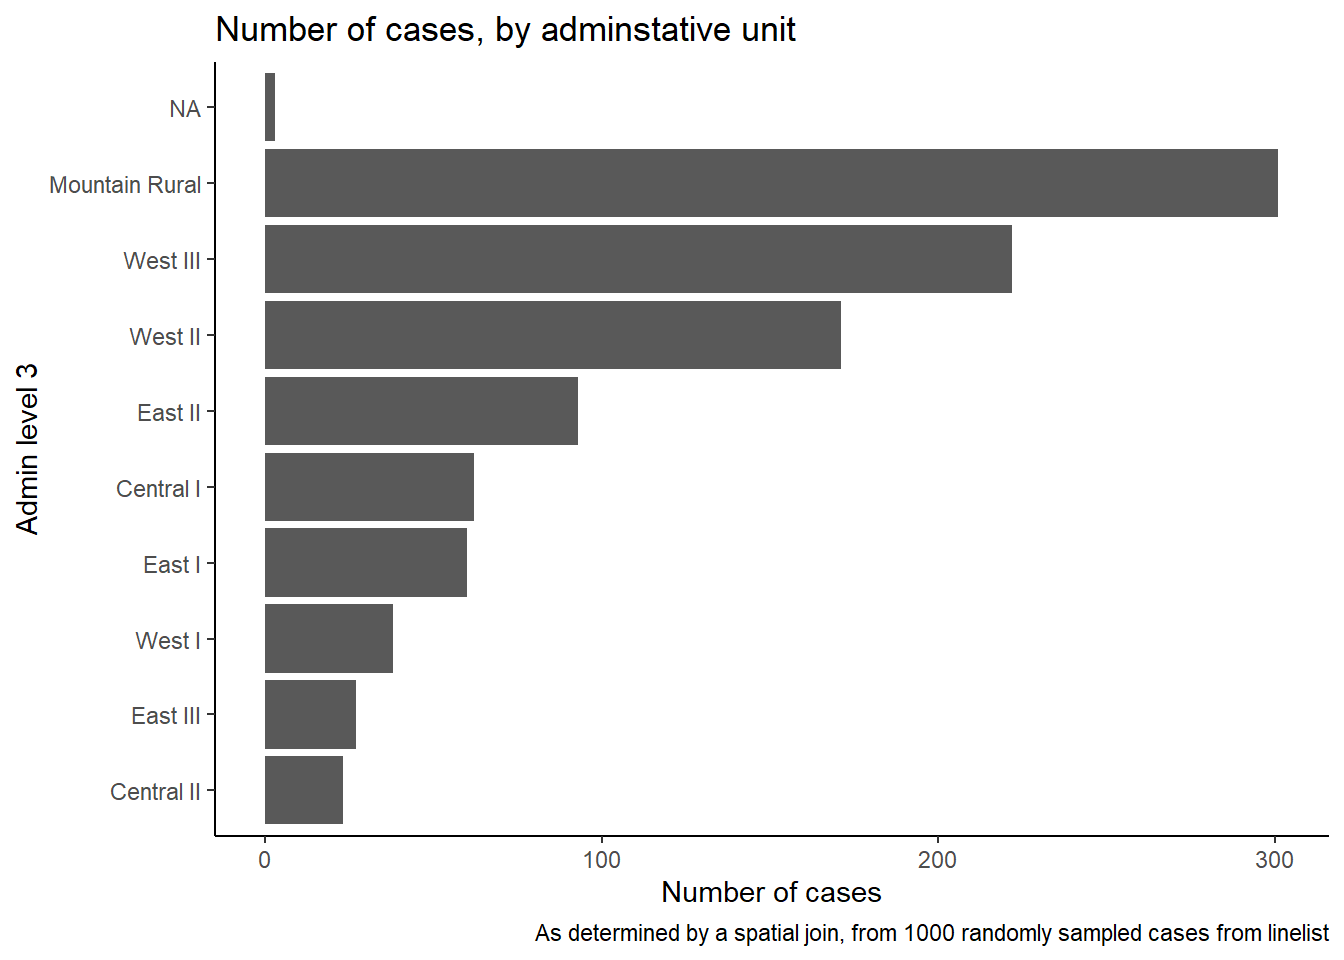 Number of cases, by adminstative unit
NA
Mountain Rural
West III
West II
East II
Central I
East I
West I
East III
Central II
Admin level 3
0 100 200 300
Number of cases
As determined by a spatial join, from 1000 randomly sampled cases from linelist